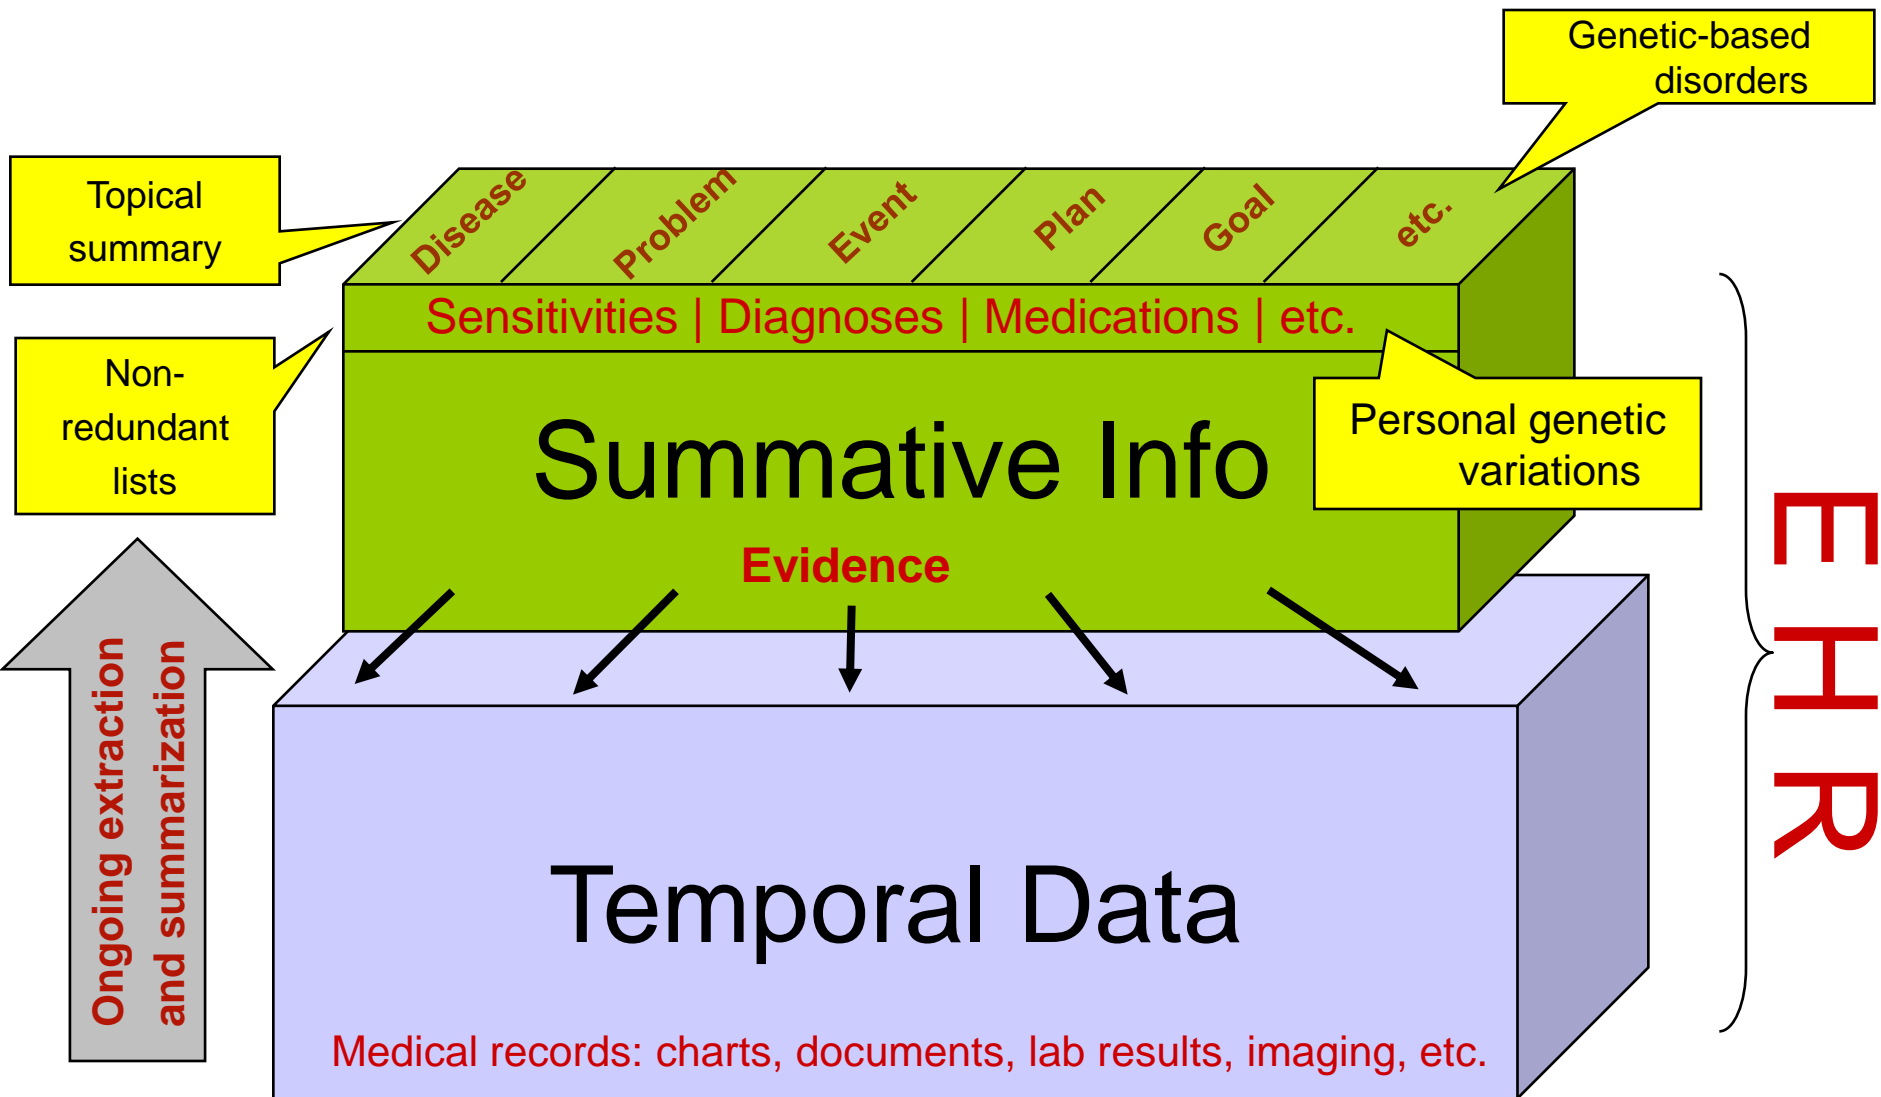 Genetic-based
disorders
Topical
summary
Disease
Problem
Event
Plan
Goal
etc.
Sensitivities | Diagnoses | Medications | etc.
Non-
redundant
lists
Personal genetic
variations
Summative Info
Evidence
EHR
Ongoing extraction
and summarization
Temporal Data
Medical records: charts, documents, lab results, imaging, etc.